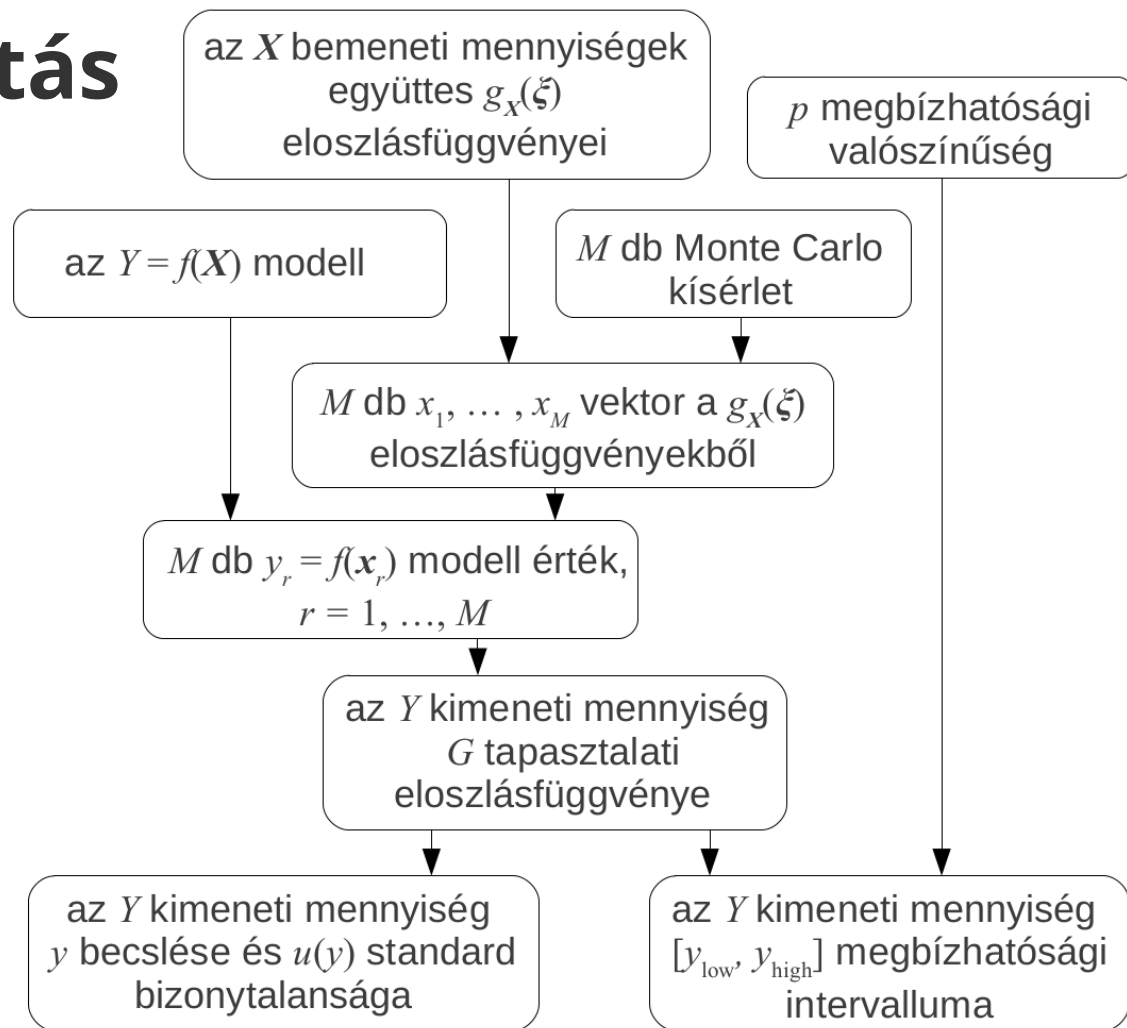 tás
az X bemeneti mennyiségek
együttes g_X(ξ)
eloszlásfüggvényei
p megbízhatósági
valószínűség
az Y = f(X) modell
M db Monte Carlo
kísérlet
M db x_1, … , x_M vektor a g_X(ξ)
eloszlásfüggvényekből
M db y_r = f(x_r) modell érték,
r = 1, …, M
az Y kimeneti mennyiség
G tapasztalati
eloszlásfüggvénye
az Y kimeneti mennyiség
y becslése és u(y) standard
bizonytalansága
az Y kimeneti mennyiség
[y_low, y_high] megbízhatósági
intervalluma